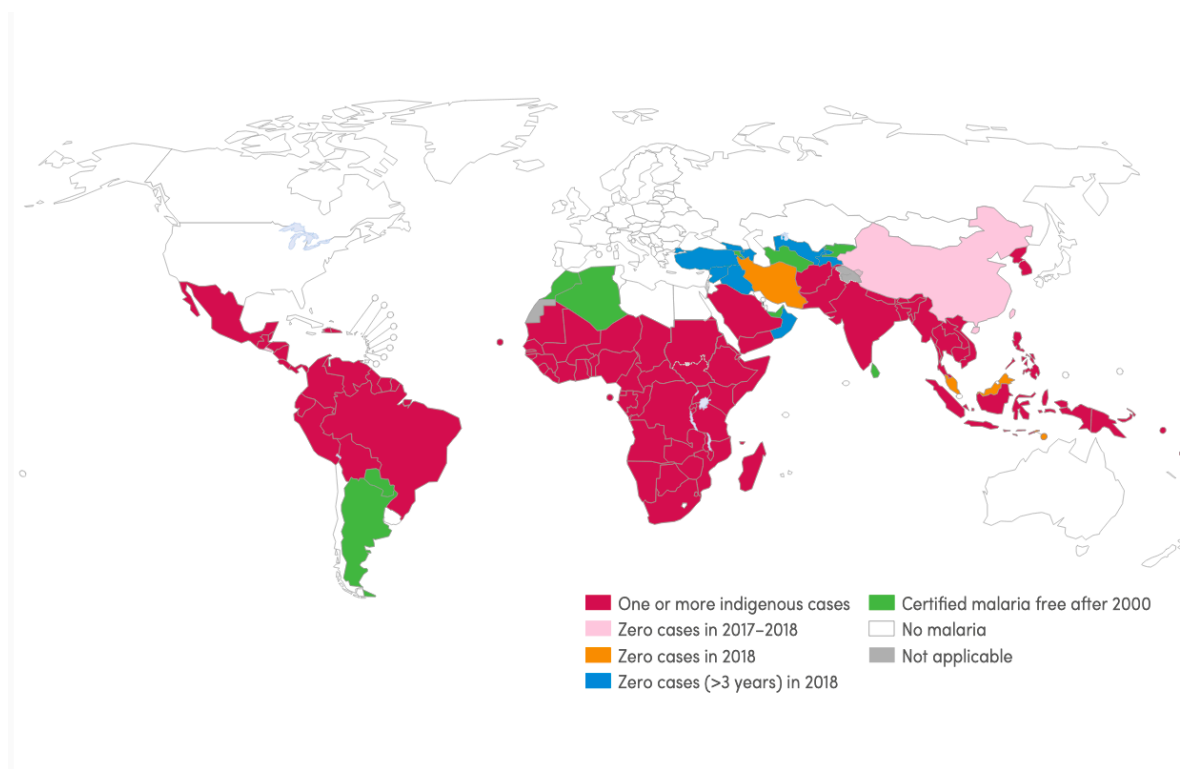 One or more indigenous cases
Zero cases in 2017–2018
Zero cases in 2018
Zero cases (>3 years) in 2018
Certified malaria free after 2000
No malaria
Not applicable